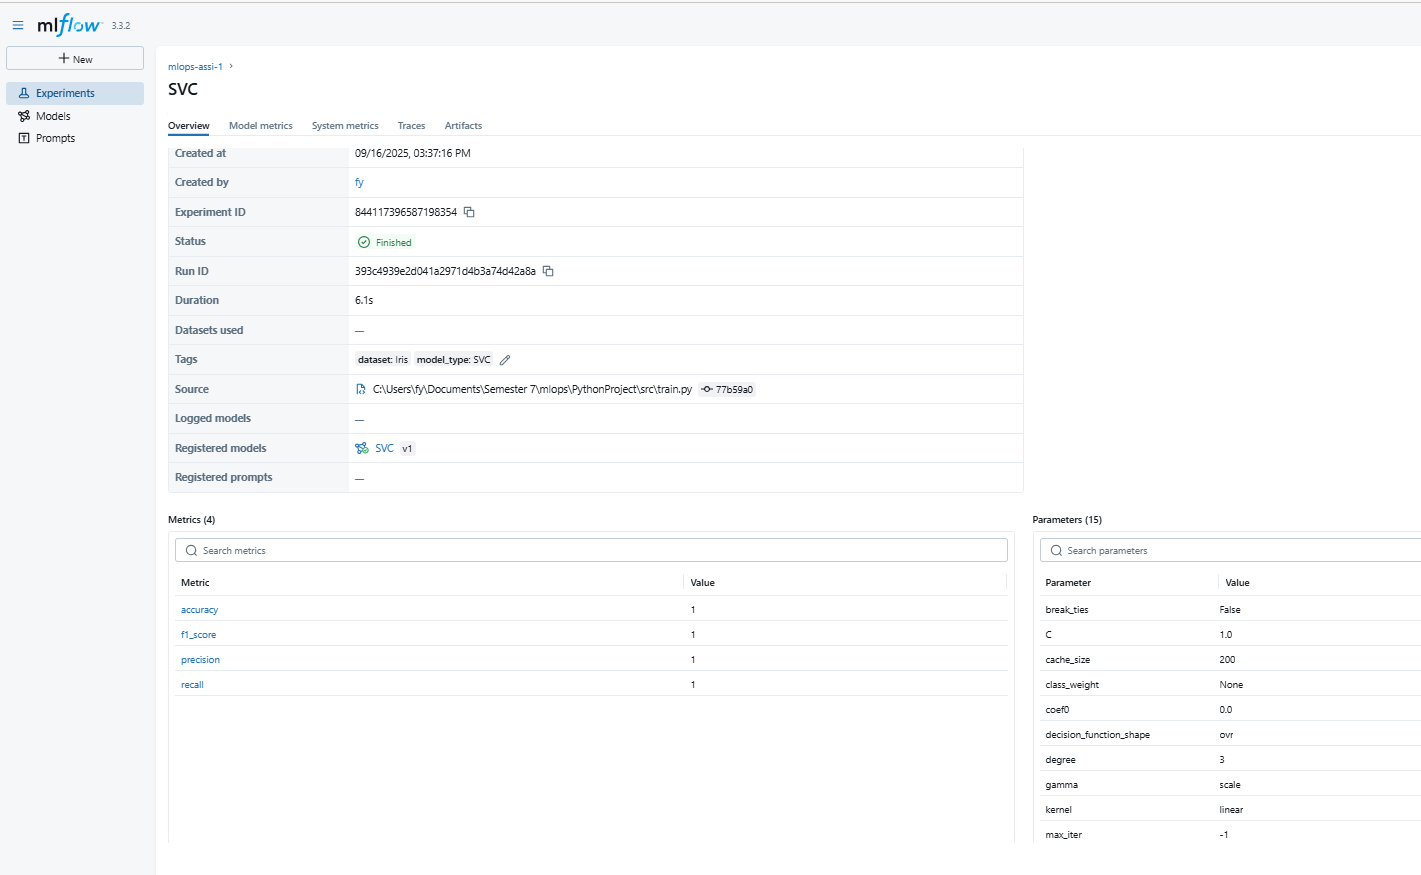 mlflow 3.3.2
New
Experiments
Models
Prompts
mlops-assi-1
SVC
Overview Model metrics System metrics Traces Artifacts
Created at 09/16/2025, 03:37:16 PM
Created by fy
Experiment ID 844117396587198354
Status Finished
Run ID 393c4939e2d041a2971d4b3a74d42a8a
Duration 6.1s
Datasets used —
Tags dataset: Iris model_type: SVC
Source C:\Users\fy\Documents\Semester 7\mlops\PythonProject\src\train.py 77b59a0
Logged models —
Registered models SVC v1
Registered prompts —
Metrics (4)
Search metrics
Metric Value
accuracy 1
f1_score 1
precision 1
recall 1
Parameters (15)
Search parameters
Parameter Value
break_ties False
C 1.0
cache_size 200
class_weight None
coef0 0.0
decision_function_shape ovr
degree 3
gamma scale
kernel linear
max_iter -1